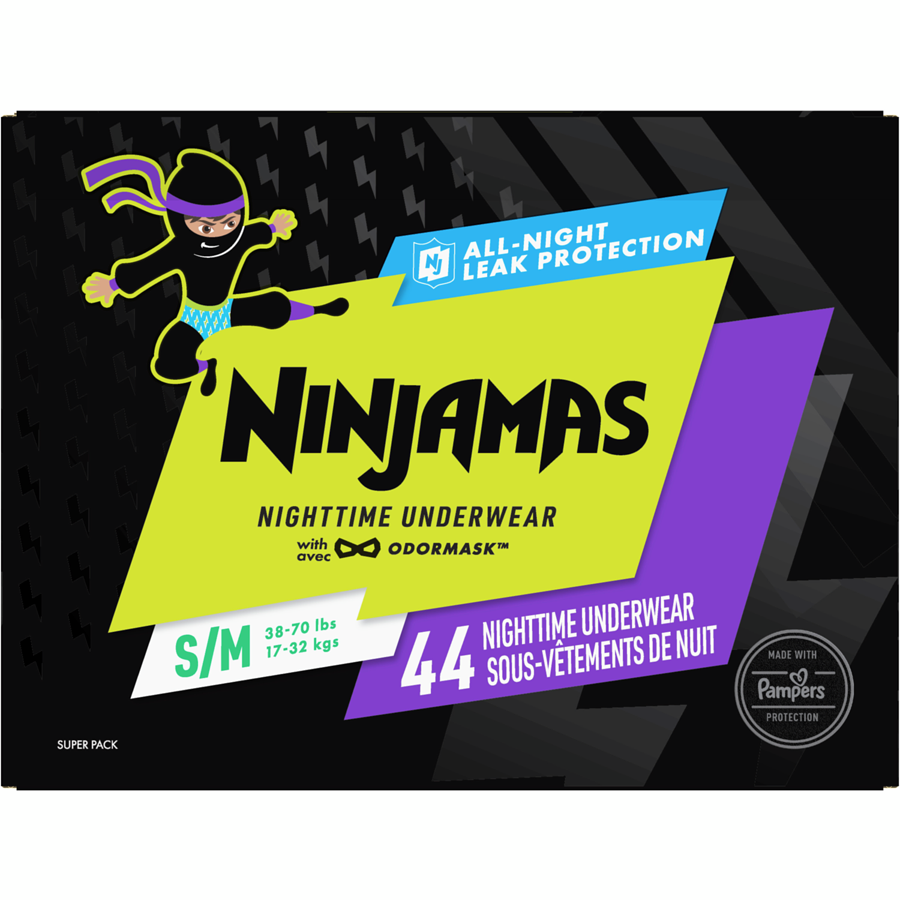 ALL-NIGHT
LEAK PROTECTION
NJ
NINJAMAS
NIGHTTIME UNDERWEAR
with
avec
ODORMASK™
S/M
38-70 lbs
17-32 kgs
44
NIGHTTIME UNDERWEAR
SOUS-VÊTEMENTS DE NUIT
MADE WITH
Pampers
PROTECTION
SUPER PACK